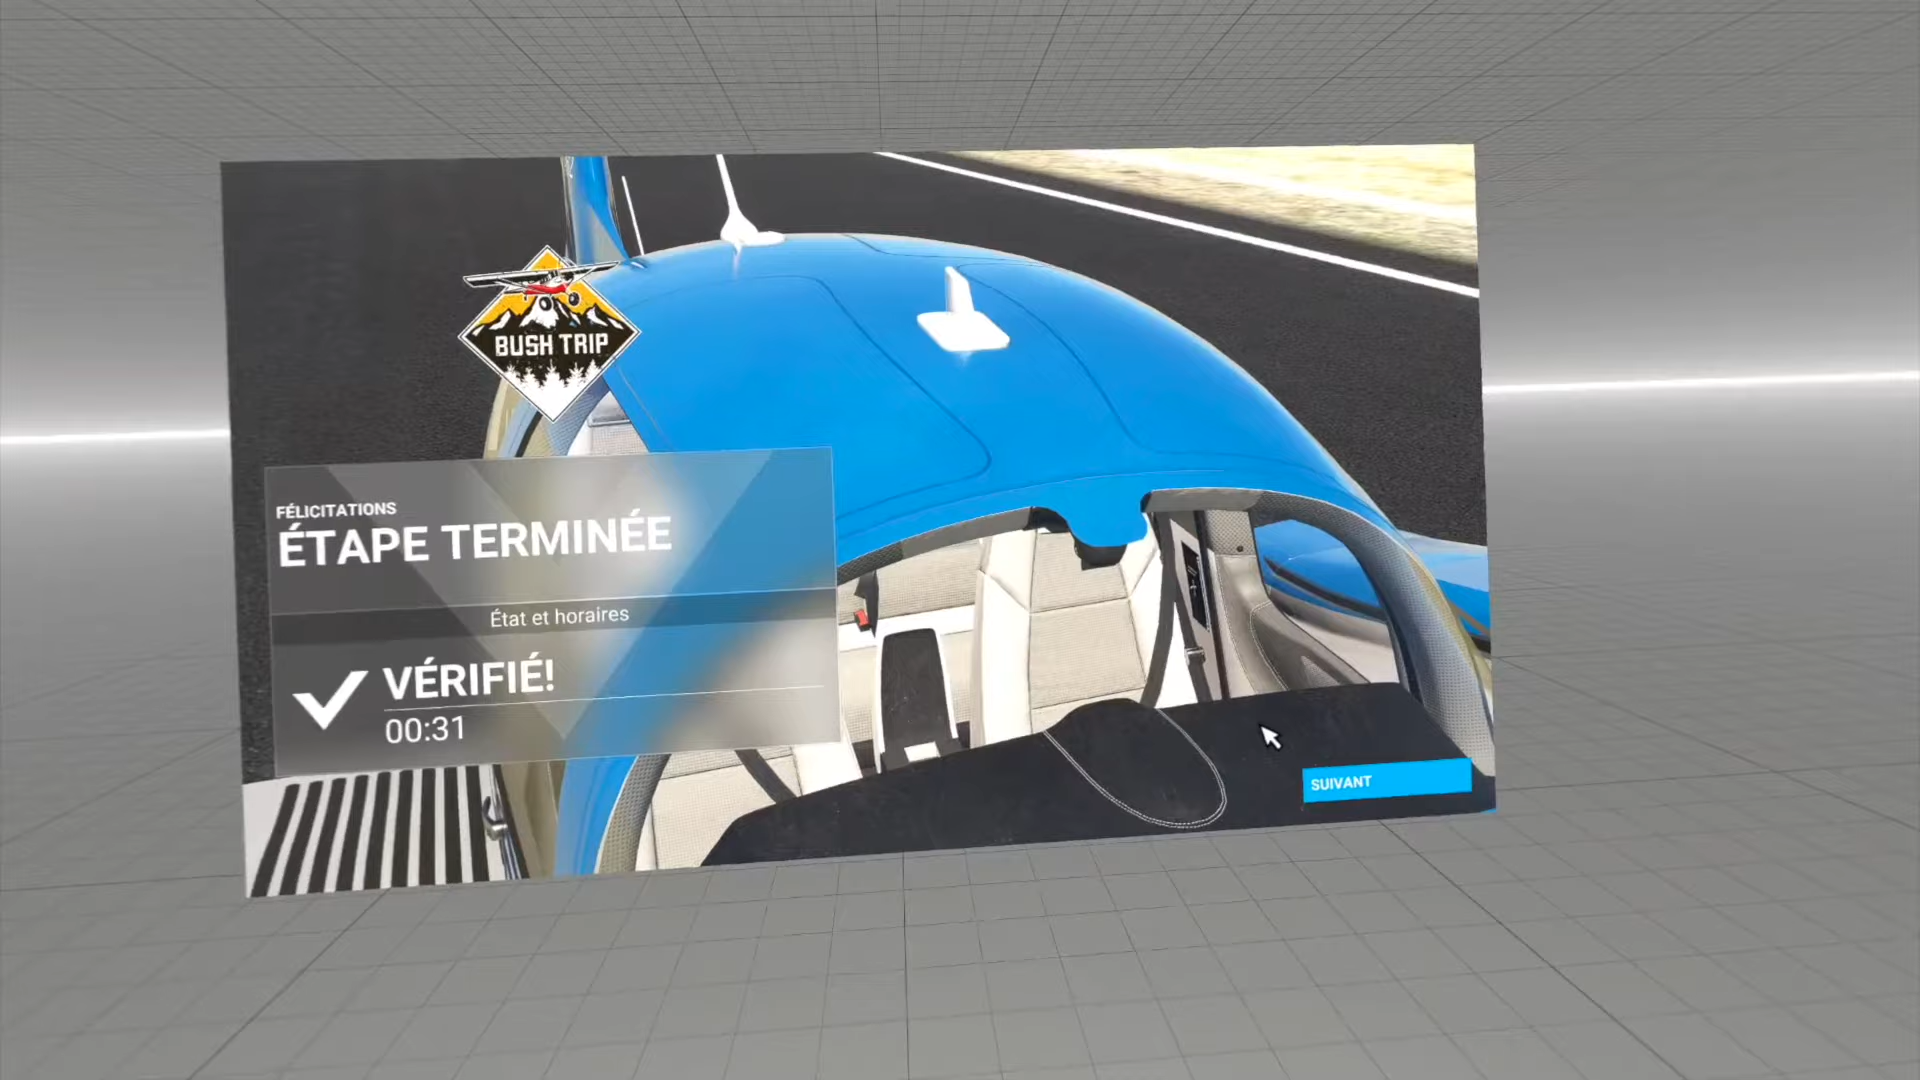 BUSH TRIP
FÉLICITATIONS
ÉTAPE TERMINÉE
État et horaires
VÉRIFIÉ!
00:31
SUIVANT